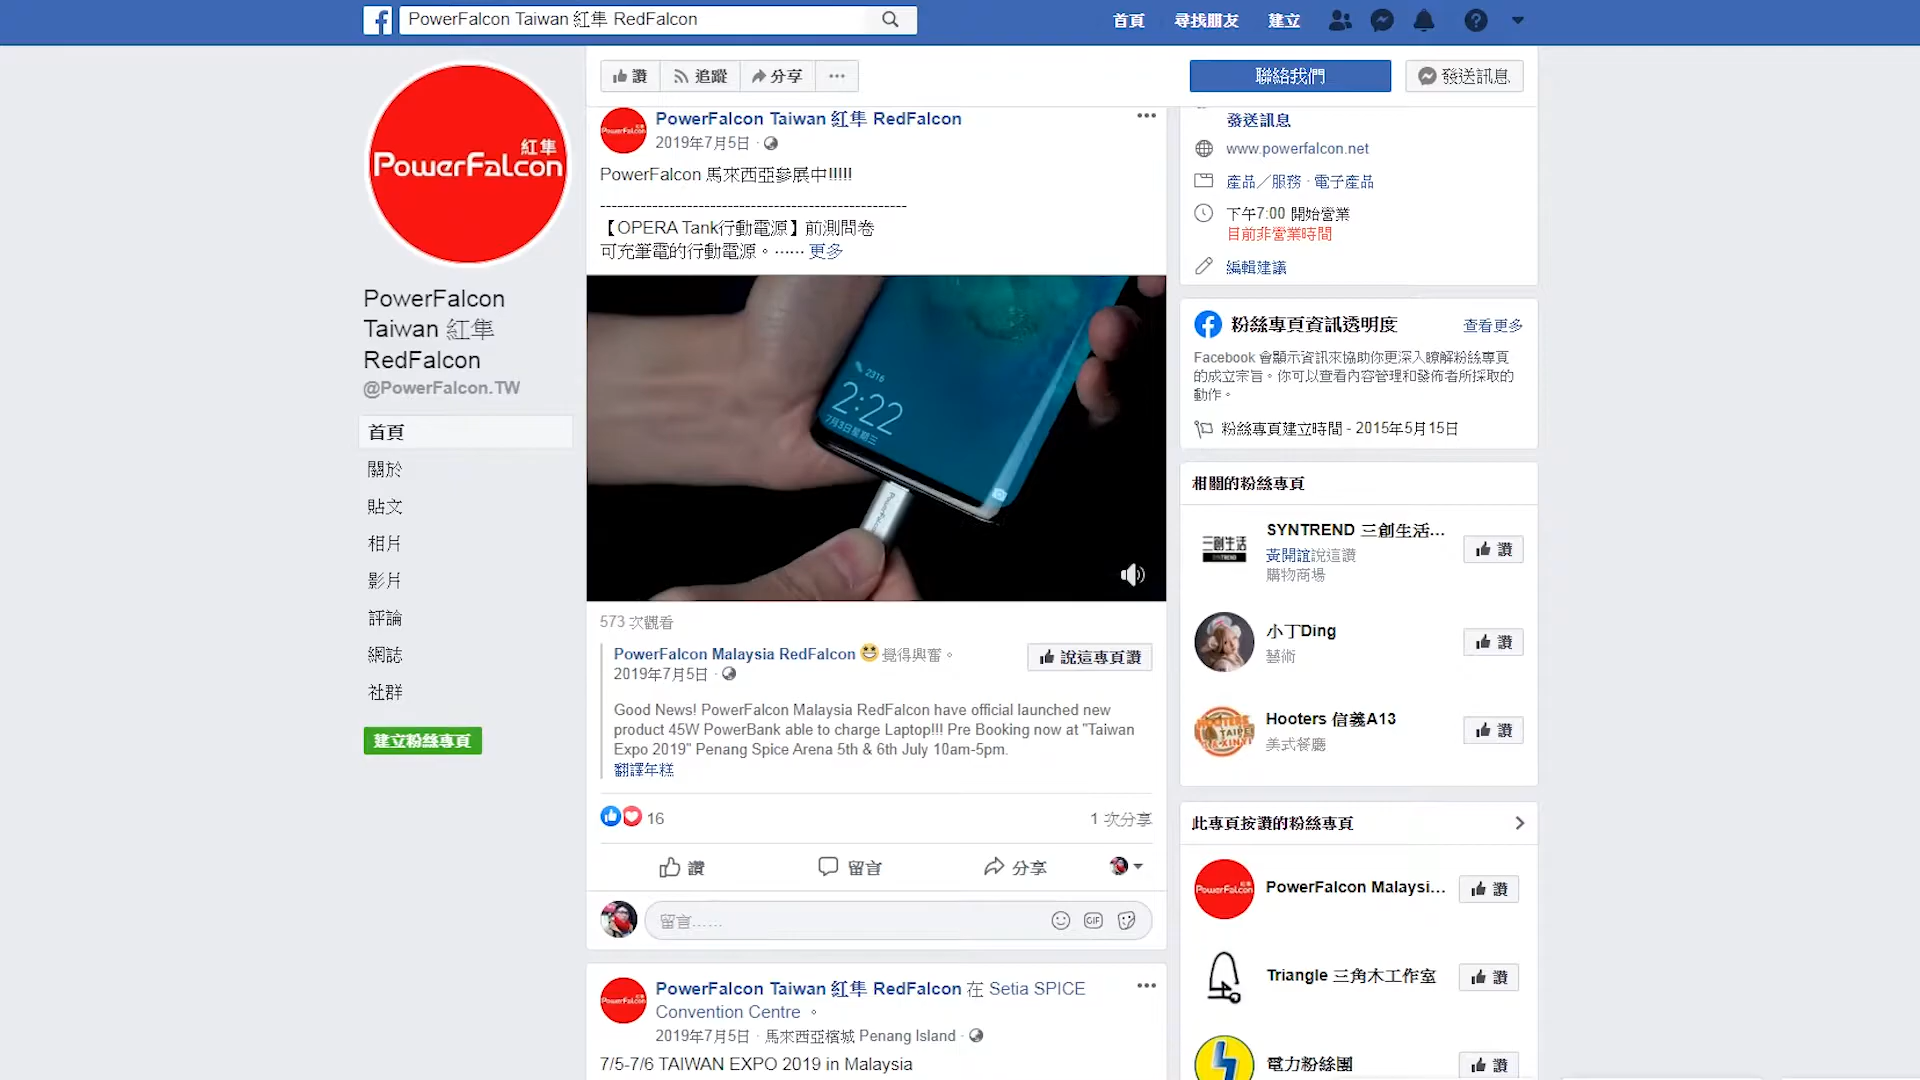 PowerFalcon Taiwan 紅隼 RedFalcon
首頁
尋找朋友
建立
讚
追蹤
分享
聯絡我們
發送訊息
紅隼
PowerFalcon
PowerFalcon
Taiwan 紅隼
RedFalcon
@PowerFalcon.TW
首頁
關於
貼文
相片
影片
評論
網誌
社群
建立粉絲專頁
PowerFalcon Taiwan 紅隼 RedFalcon
2019年7月5日
PowerFalcon 馬來西亞參展中!!!!!
----------------------------------------------------
【OPERA Tank行動電源】前測問卷
可充筆電的行動電源。…… 更多
2316
2:22
7月3日星期三
PowerFalcon
573 次觀看
PowerFalcon Malaysia RedFalcon 覺得興奮。
2019年7月5日
說這專頁讚
Good News! PowerFalcon Malaysia RedFalcon have official launched new
product 45W PowerBank able to charge Laptop!!! Pre Booking now at "Taiwan
Expo 2019" Penang Spice Arena 5th & 6th July 10am-5pm.
翻譯年糕
16
1 次分享
讚
留言
分享
留言......
GIF
PowerFalcon Taiwan 紅隼 RedFalcon 在 Setia SPICE
Convention Centre 。
2019年7月5日 · 馬來西亞檳城 Penang Island ·
7/5-7/6 TAIWAN EXPO 2019 in Malaysia
發送訊息
www.powerfalcon.net
產品／服務 · 電子產品
下午7:00 開始營業
目前非營業時間
編輯建議
粉絲專頁資訊透明度
查看更多
Facebook 會顯示資訊來協助你更深入瞭解粉絲專頁
的成立宗旨。你可以查看內容管理和發佈者所採取的
動作。
粉絲專頁建立時間 - 2015年5月15日
相關的粉絲專頁
三創生活
SYNTREND
SYNTREND 三創生活...
黃開誼說這讚
購物商場
讚
小丁Ding
藝術
讚
HOOTERS
TAIPEI
Hooters 信義A13
美式餐廳
讚
此專頁按讚的粉絲專頁
PowerFalcon
PowerFalcon Malaysi...
讚
Triangle 三角木工作室
讚
電力粉絲團
讚